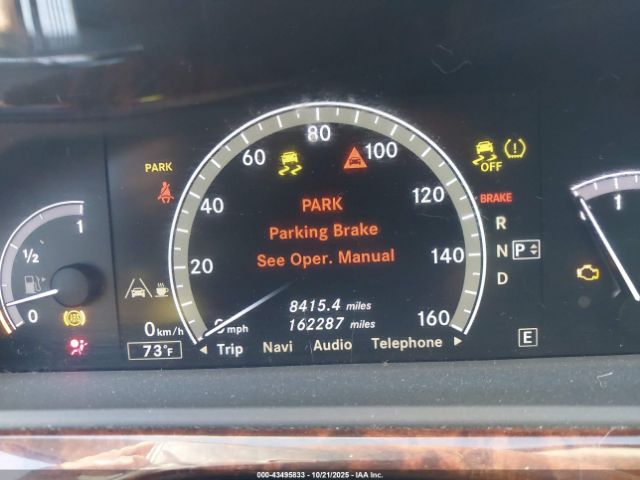 80
60
100
PARK
OFF
40
120
BRAKE
1
1
PARK
R
Parking Brake
1/2
N P
20
See Oper. Manual
140
D
0
8415.4 miles
0 km/h
mph
162287 miles
160
73°F
Trip Navi Audio Telephone
E
©000-43495833 - 10/21/2025 - IAA Inc.